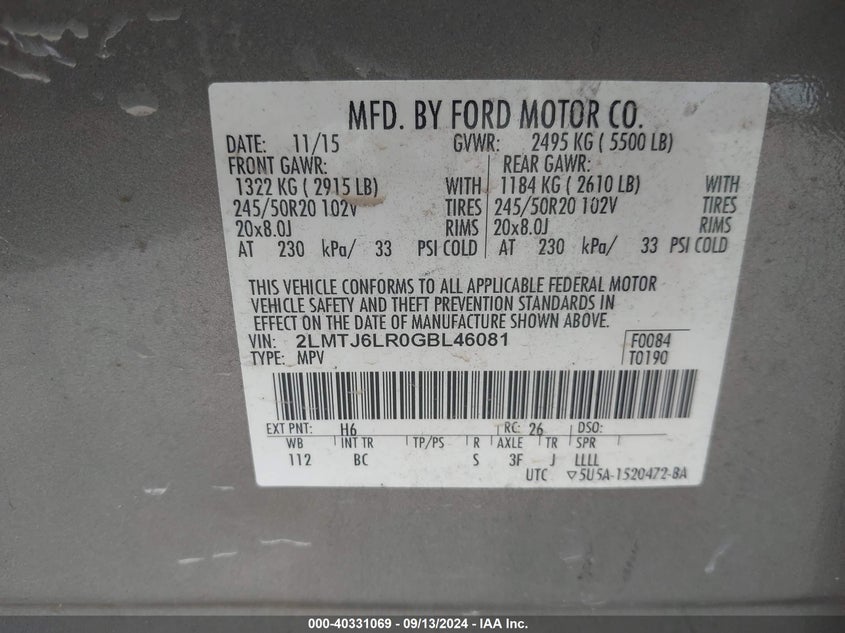 MFD. BY FORD MOTOR CO.
DATE: 11/15 GVWR: 2495 KG ( 5500 LB)
FRONT GAWR: REAR GAWR:
1322 KG ( 2915 LB) WITH 1184 KG ( 2610 LB) WITH
245/50R20 102V TIRES 245/50R20 102V TIRES
20x8.0J RIMS 20x8.0J RIMS
AT 230 kPa/ 33 PSI COLD AT 230 kPa/ 33 PSI COLD
THIS VEHICLE CONFORMS TO ALL APPLICABLE FEDERAL MOTOR
VEHICLE SAFETY AND THEFT PREVENTION STANDARDS IN
EFFECT ON THE DATE OF MANUFACTURE SHOWN ABOVE.
VIN: 2LMTJ6LR0GBL46081 F0084
TYPE: MPV T0190
EXT PNT: H6 RC: 26 DSO:
WB INT TR TP/PS R AXLE TR SPR
112 BC S 3F J LLLL
UTC ▽5U5A-1520472-BA
000-40331069 - 09/13/2024 - IAA Inc.